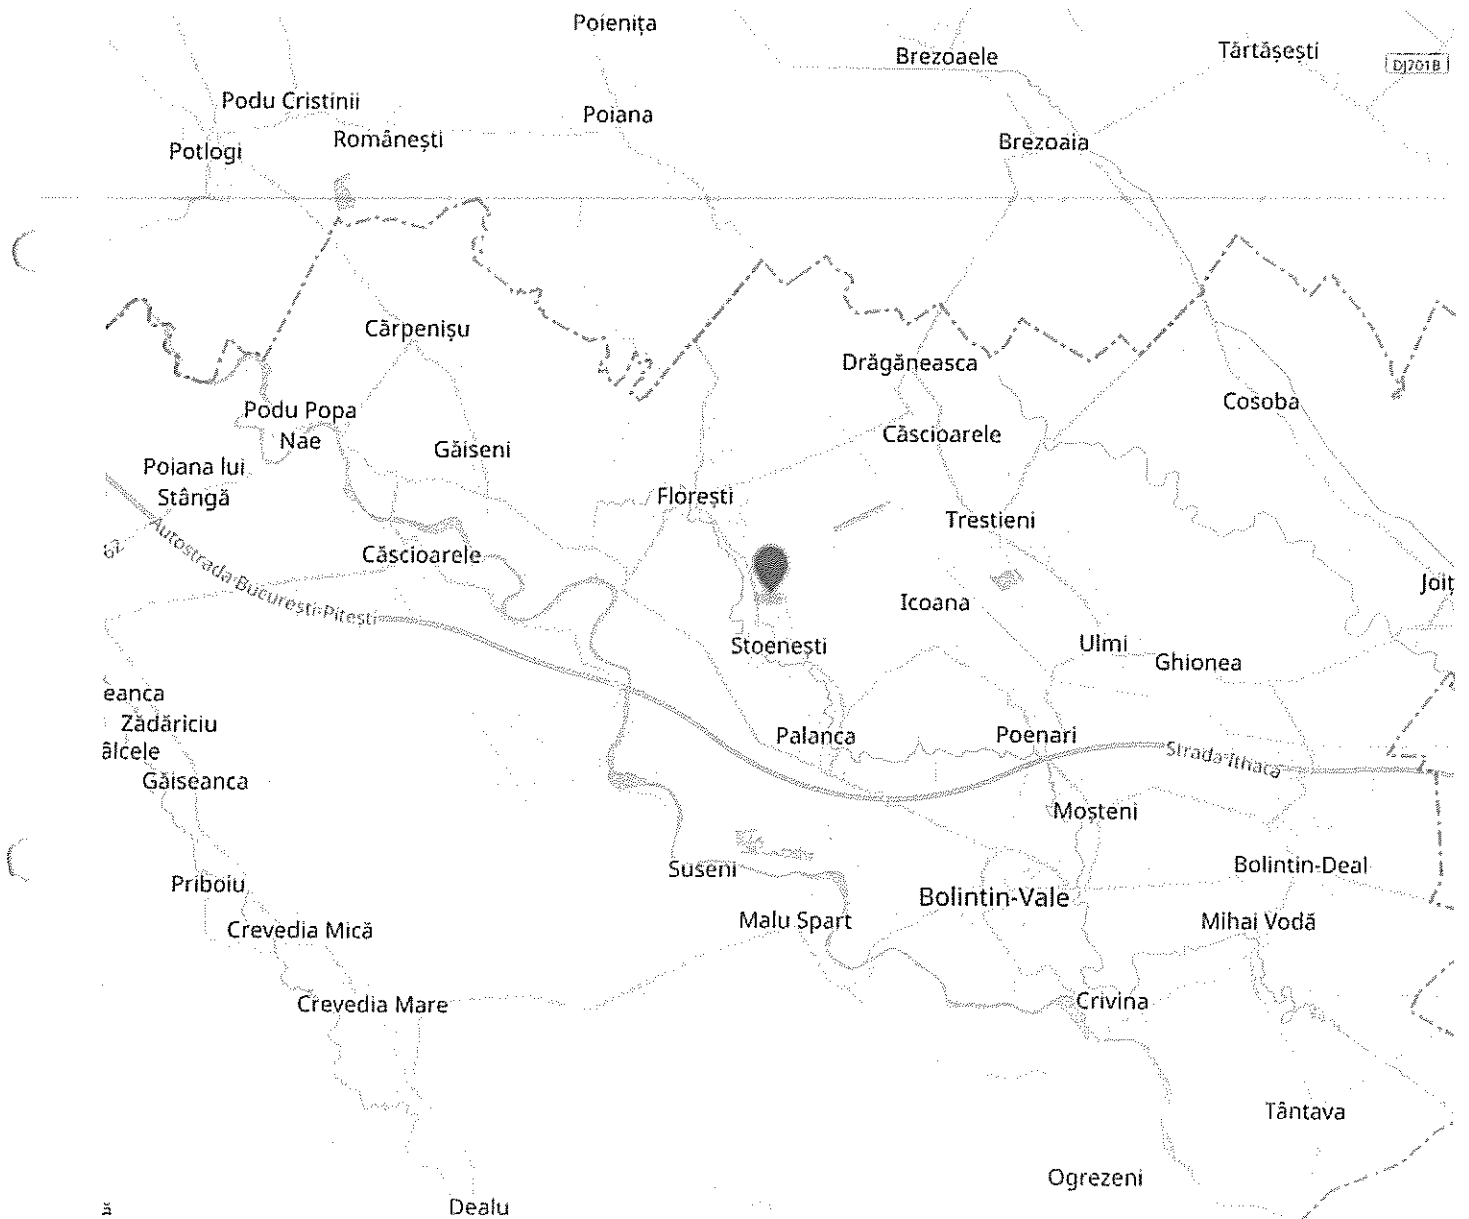 Poienița
Brezoaele
Tărtășești
DJ701B
Podu Cristinii
Poiana
Românești
Brezoaia
Potlogi
Cărpenișu
Drăgăneasca
Cosoba
Podu Popa
Nae
Căscioarele
Găiseni
Poiana lui
Stângă
Florești
Trestieni
Autostrada București-Pitești
62
Căscioarele
Joiț
Icoana
Stoenești
Ulmi
Ghionea
eanca
Zădăriciu
âlcele
Palanca
Poenari
Strada Ithaca
Găiseanca
Moșteni
Suseni
Bolintin-Deal
Priboiu
Bolintin-Vale
Malu Spart
Mihai Vodă
Crevedia Mică
Crevedia Mare
Crivina
Tântava
Ogrezeni
Dealu
ă